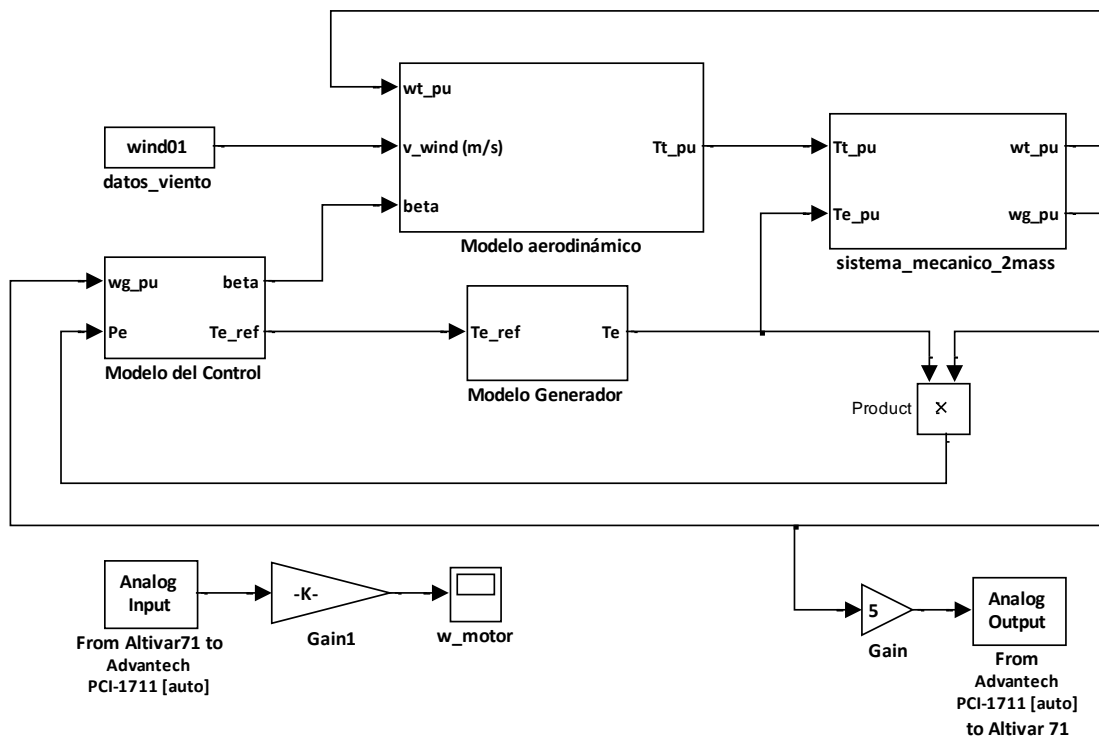 wt_pu
wind01
v_wind (m/s)
Tt_pu
Tt_pu
wt_pu
datos_viento
beta
Te_pu
wg_pu
Modelo aerodinámico
sistema_mecanico_2mass
wg_pu
beta
Pe
Te_ref
Te_ref
Te
Modelo del Control
Modelo Generador
Product
×
Analog
Input
-K-
Gain1
w_motor
From Altivar71 to
Advantech
PCI-1711 [auto]
5
Gain
Analog
Output
From
Advantech
PCI-1711 [auto]
to Altivar 71